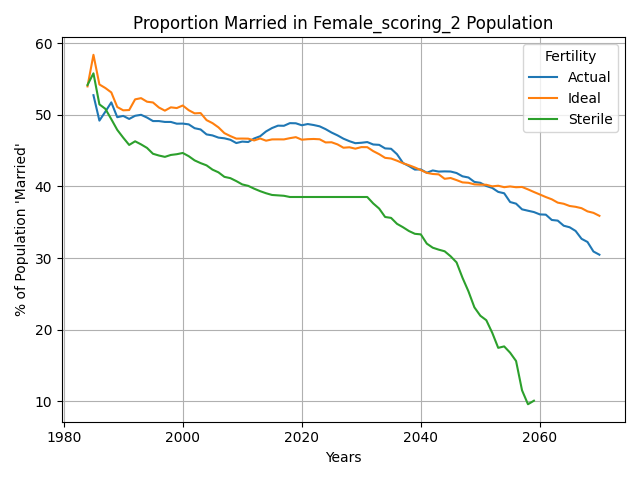 Proportion Married in Female_scoring_2 Population
% of Population 'Married'
60
50
40
30
20
10
1980
2000
2020
2040
2060
Years
Fertility
Actual
Ideal
Sterile